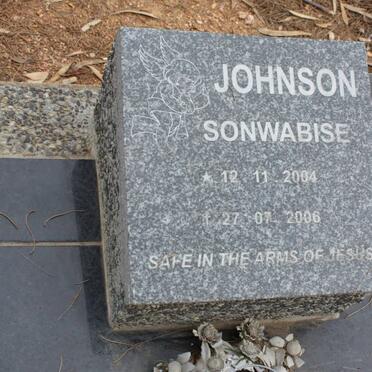 JOHNSON
SONWABISE
★ 12 11 2004
† 27 07 2006
SAFE IN THE ARMS OF JESUS